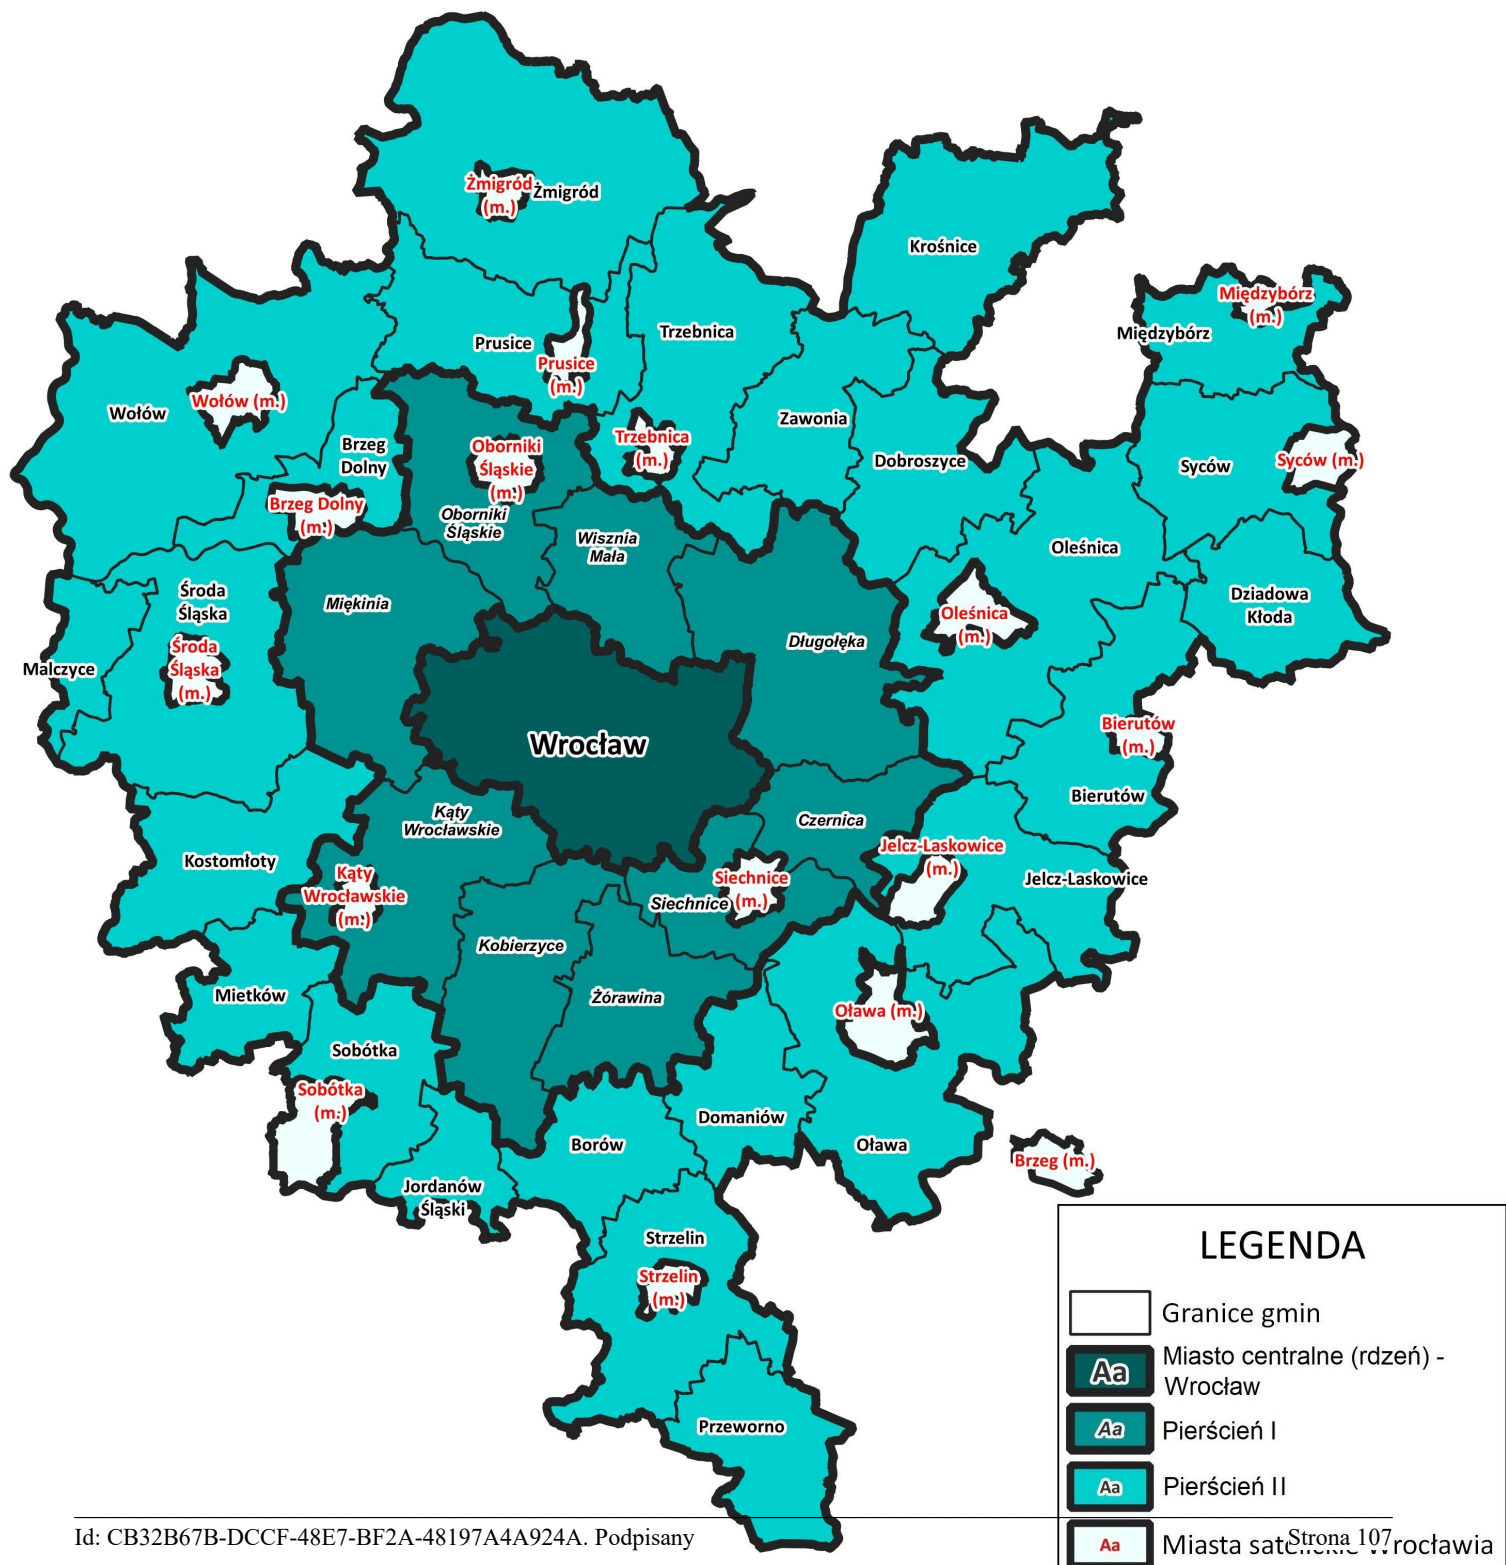 Żmigród
(m.)
Żmigród
Krośnice
Międzybórz
(m.)
Międzybórz
Trzebnica
Prusice
Prusice
(m.)
Wołów (m.)
Wołów
Zawonia
Brzeg
Dolny
Trzebnica
(m.)
Oborniki
Śląskie
(m.)
Dobroszyce
Syców
Syców (m.)
Brzeg Dolny
(m.)
Oborniki
Śląskie
Wisznia
Mała
Oleśnica
Środa
Śląska
Miękinia
Dziadowa
Kłoda
Oleśnica
(m.)
Długołęka
Środa
Śląska
(m.)
Malczyce
Wrocław
Bierutów
(m.)
Bierutów
Kąty
Wrocławskie
Czernica
Jelcz-Laskowice
(m.)
Kostomłoty
Kąty
Wrocławskie
(m.)
Siechnice
(m.)
Siechnice
Jelcz-Laskowice
Kobierzyce
Mietków
Żórawina
Oława (m.)
Sobótka
Sobótka
(m.)
Domaniów
Borów
Oława
Brzeg (m.)
Jordanów
Śląski
Strzelin
Strzelin
(m.)
Przeworno
LEGENDA
Granice gmin
Aa Miasto centralne (rdzeń) -
Wrocław
Aa Pierścień I
Aa Pierścień II
Aa Miasta satelickie Wrocławia
Id: CB32B67B-DCCF-48E7-BF2A-48197A4A924A. Podpisany
Strona 107